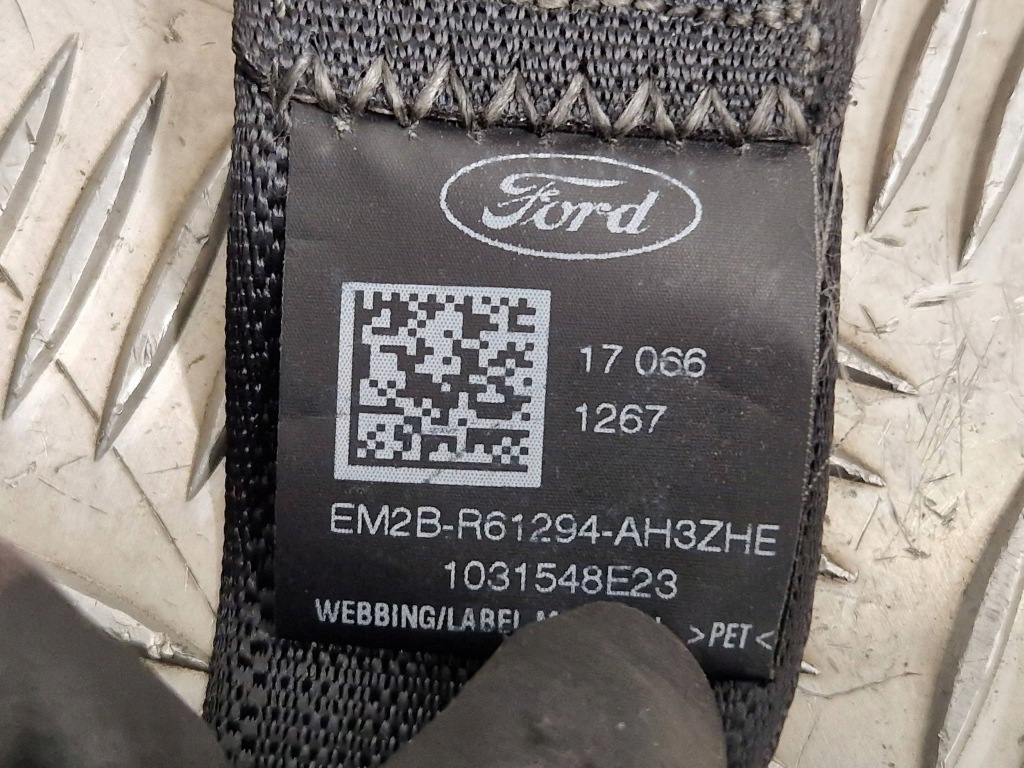 Ford
17 066
1267
EM2B-R61294-AH3ZHE
1031548E23
WEBBING/LABEL >PET<